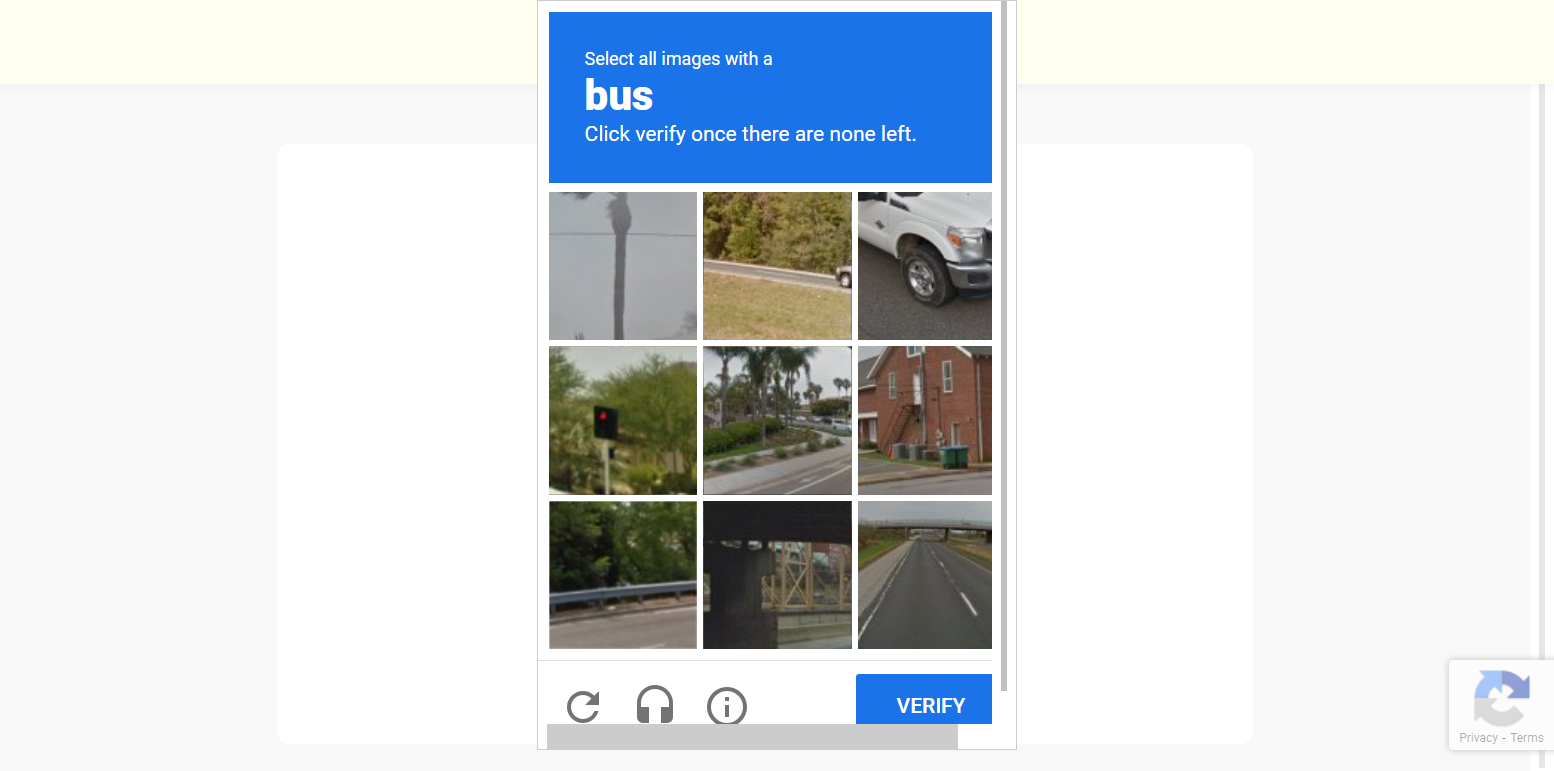 Select all images with a
bus
Click verify once there are none left.
VERIFY
Privacy - Terms